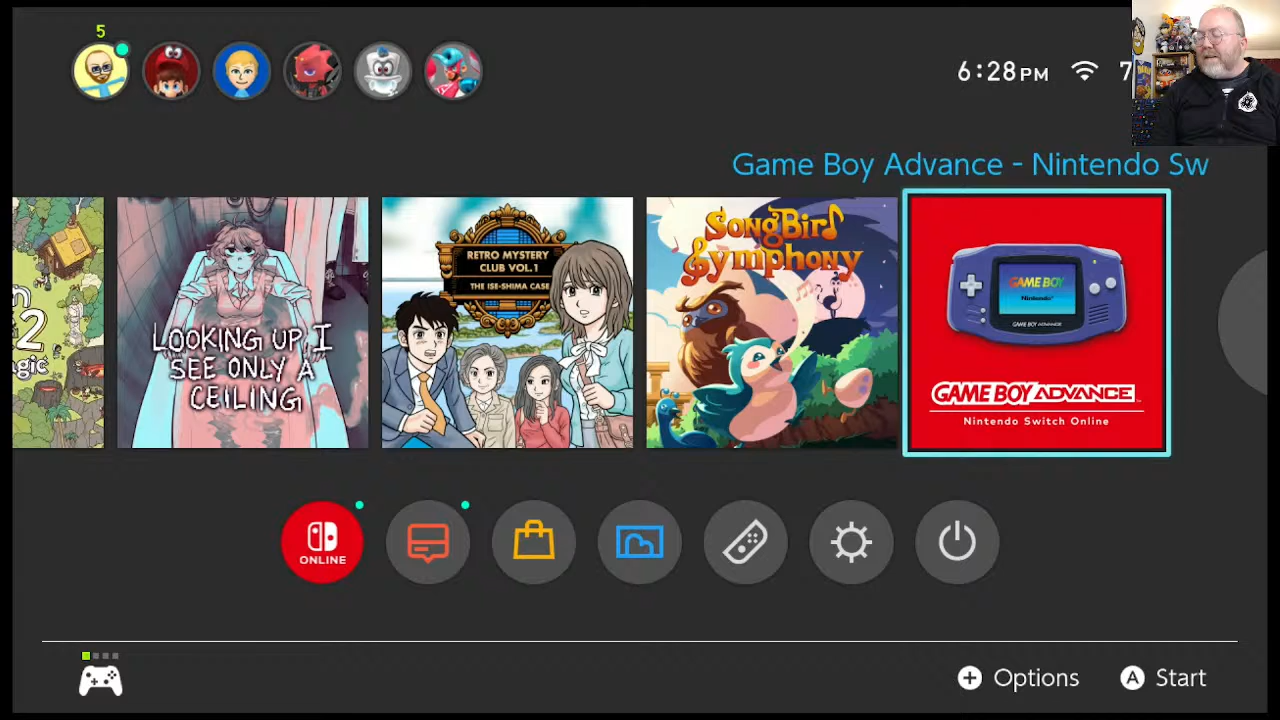 5
6:28PM
7
Game Boy Advance - Nintendo Sw
2
gic
LOOKING UP, I
SEE ONLY A
CEILING
RETRO MYSTERY
CLUB VOL.1
THE ISE-SHIMA CASE
SongBird
Symphony
GAME BOY
Nintendo
GAME BOY ADVANCE
GAME BOY ADVANCE
Nintendo Switch Online
ONLINE
+ Options
A Start